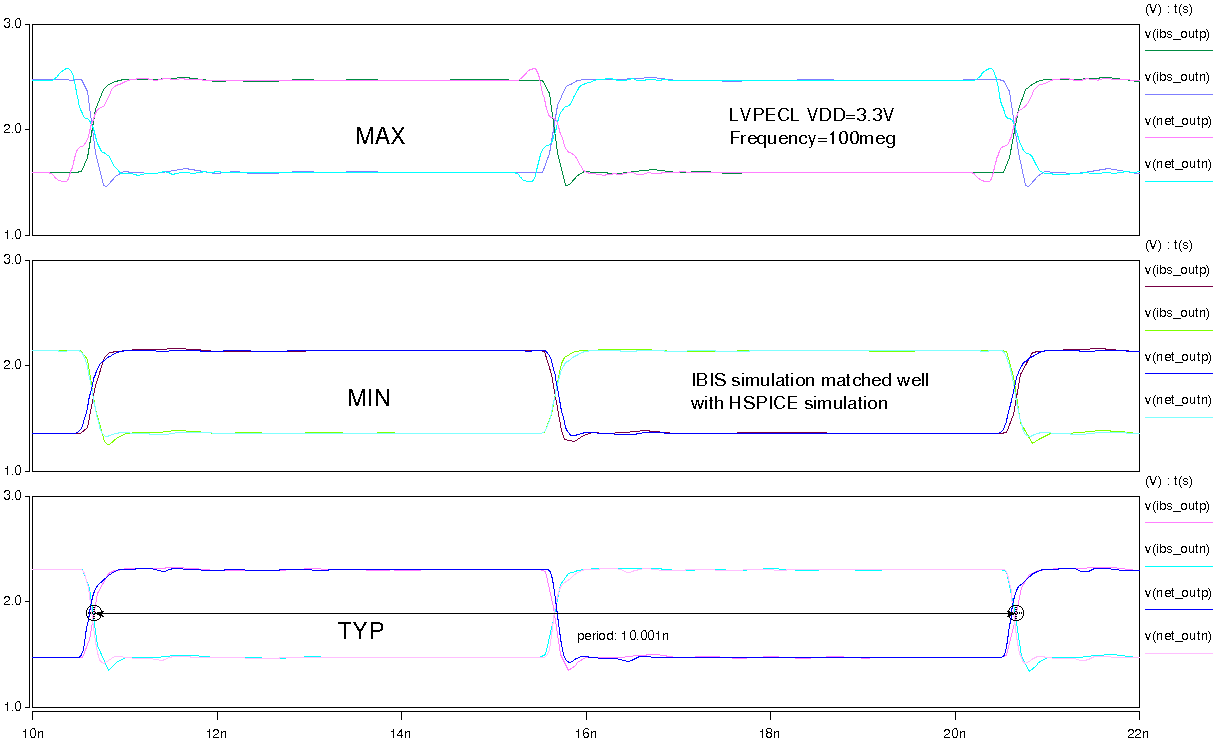 (V) : t(s)
3.0
v(ibs_outp)
v(ibs_outn)
2.0
MAX
LVPECL VDD=3.3V
Frequency=100meg
v(net_outp)
v(net_outn)
1.0
(V) : t(s)
3.0
v(ibs_outp)
v(ibs_outn)
2.0
MIN
IBIS simulation matched well
with HSPICE simulation
v(net_outp)
v(net_outn)
1.0
(V) : t(s)
3.0
v(ibs_outp)
v(ibs_outn)
2.0
TYP
period: 10.001n
v(net_outp)
v(net_outn)
1.0
10n 12n 14n 16n 18n 20n 22n